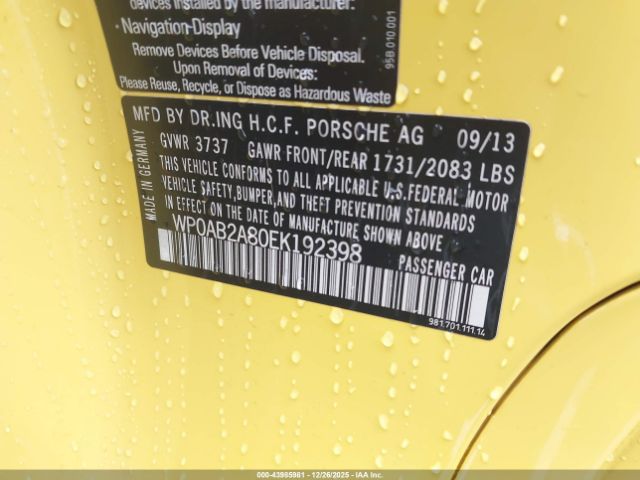 devices installed by the manufacturer:
· Navigation-Display
Remove Devices Before Vehicle Disposal.
Upon Removal of Devices:
Please Reuse, Recycle, or Dispose as Hazardous Waste
95B 010 001
MFD BY DR.ING H.C.F. PORSCHE AG 09/13
GVWR 3737 GAWR FRONT/REAR 1731/2083 LBS
THIS VEHICLE CONFORMS TO ALL APPLICABLE U.S.FEDERAL MOTOR
VEHICLE SAFETY,BUMPER,AND THEFT PREVENTION STANDARDS
IN EFFECT ON THE DATE OF MANUFACTURE SHOWN ABOVE.
WP0AB2A80EK192398 PASSENGER CAR
MADE IN GERMANY
981.701.111.14
000-43985961 | 12/26/2025 | IAAI